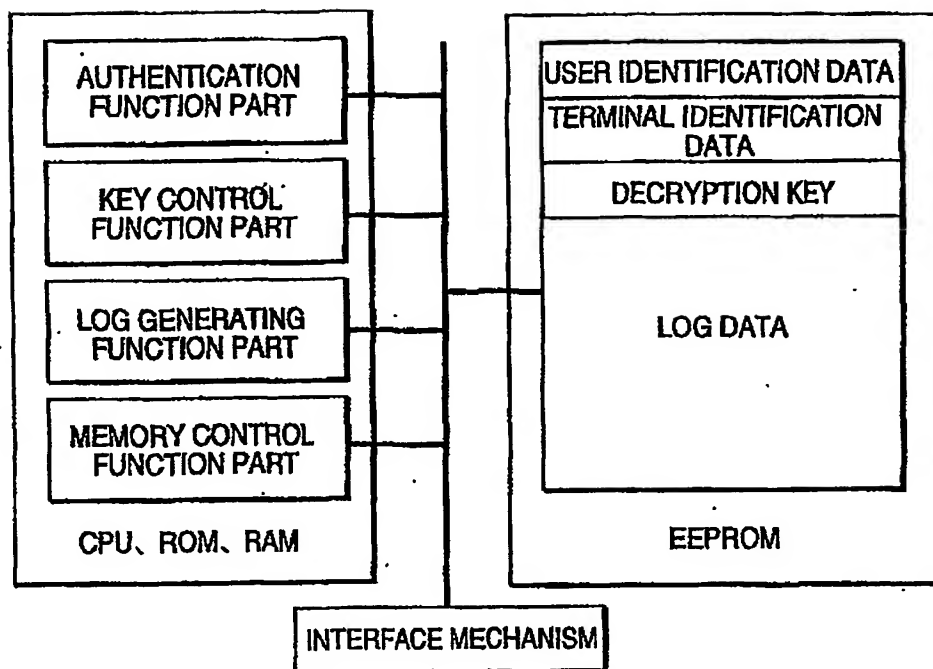 AUTHENTICATION
FUNCTION PART
KEY CONTROL
FUNCTION PART
LOG GENERATING
FUNCTION PART
MEMORY CONTROL
FUNCTION PART
CPU、ROM、RAM
USER IDENTIFICATION DATA
TERMINAL IDENTIFICATION
DATA
DECRYPTION KEY
LOG DATA
EEPROM
INTERFACE MECHANISM